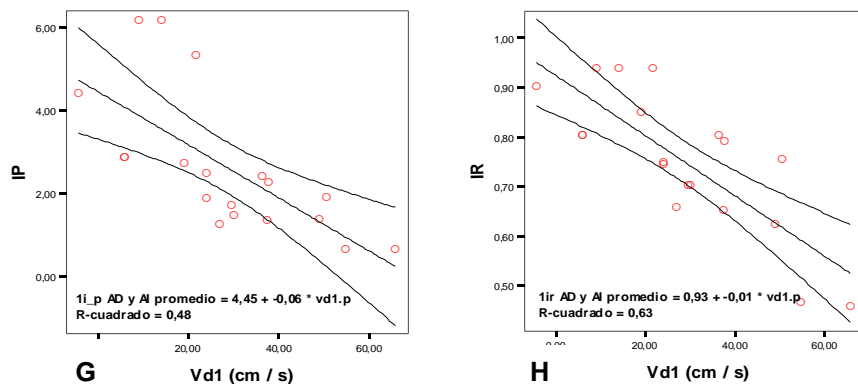 6,00
4,00
2,00
0,00
IP
1i_p AD y AI promedio = 4,45 + -0,06 * vd1.p
R-cuadrado = 0,48
20,00
40,00
60,00
G
Vd1 (cm / s)
1,00
0,90
0,80
0,70
0,60
0,50
IR
1ir AD y AI promedio = 0,93 + -0,01 * vd1.p
R-cuadrado = 0,63
0,00
20,00
40,00
60,00
H
Vd1 (cm / s)